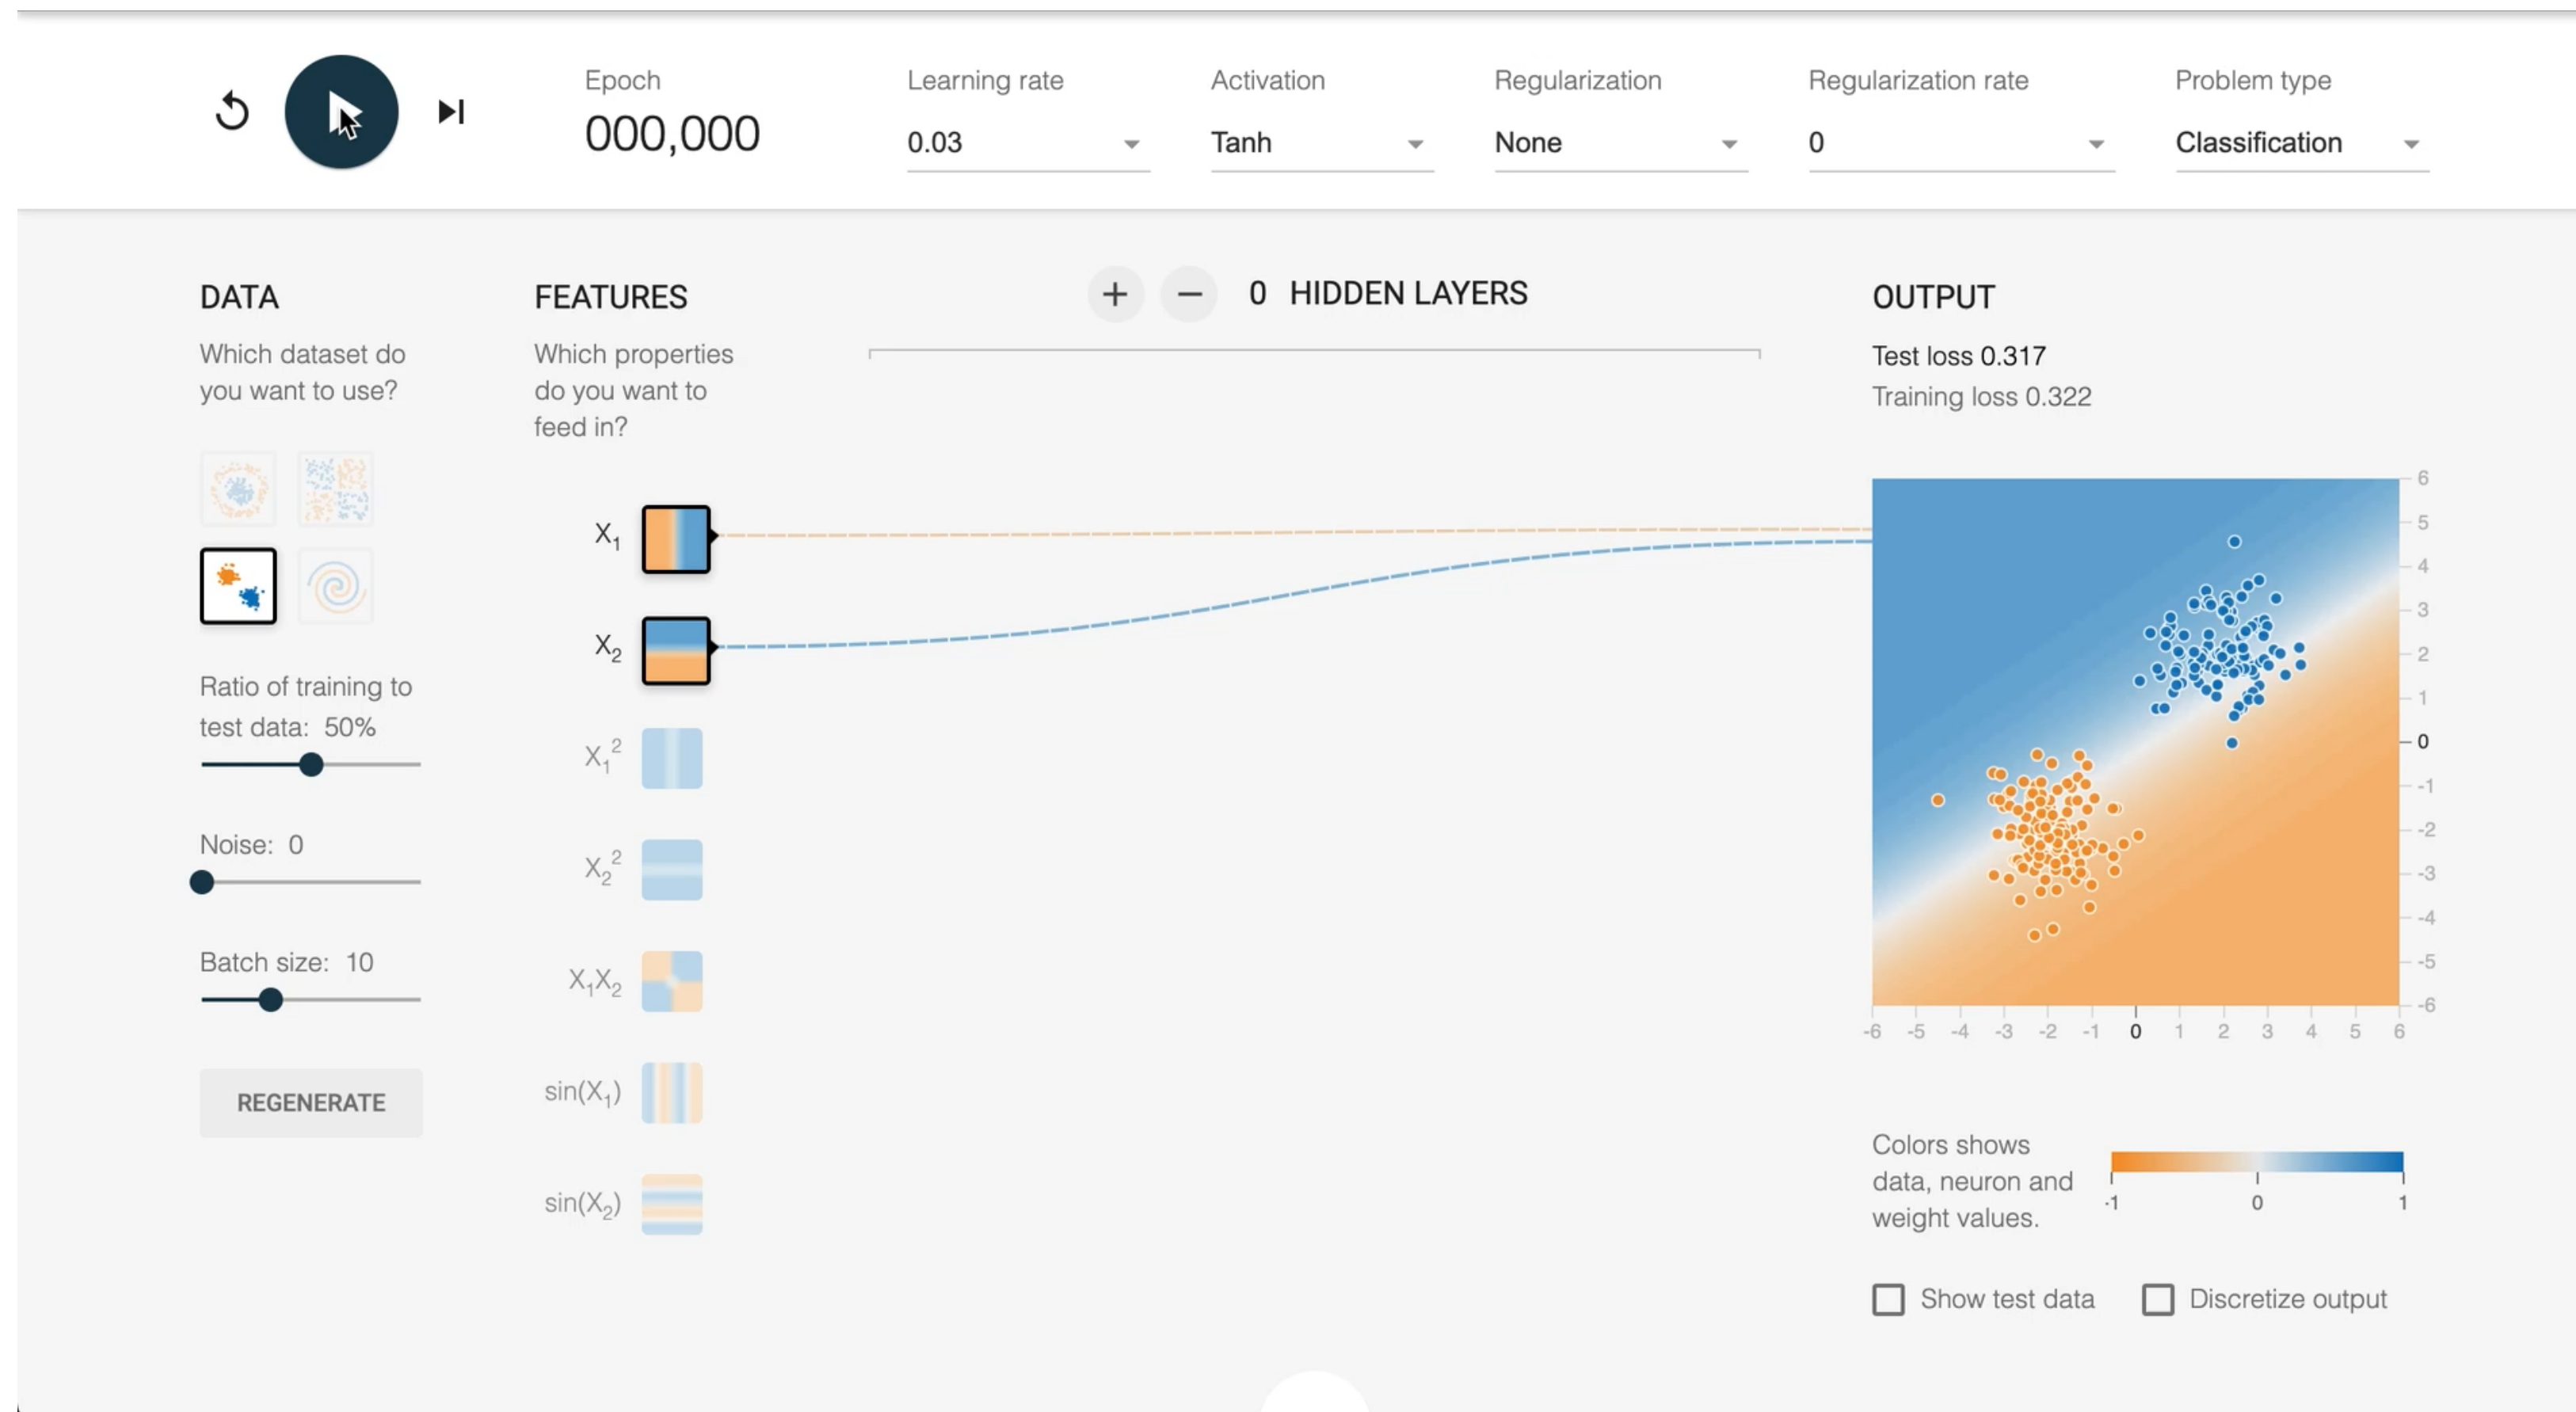 Epoch
000,000
Learning rate
0.03
Activation
Tanh
Regularization
None
Regularization rate
0
Problem type
Classification
DATA
Which dataset do
you want to use?
Ratio of training to
test data: 50%
Noise: 0
Batch size: 10
REGENERATE
FEATURES
Which properties
do you want to
feed in?
X₁
X₂
X₁²
X₂²
X₁X₂
sin(X₁)
sin(X₂)
+ − 0 HIDDEN LAYERS
OUTPUT
Test loss 0.317
Training loss 0.322
6
5
4
3
2
1
0
-1
-2
-3
-4
-5
-6
-6 -5 -4 -3 -2 -1 0 1 2 3 4 5 6
Colors shows
data, neuron and
weight values.
-1 0 1
Show test data
Discretize output